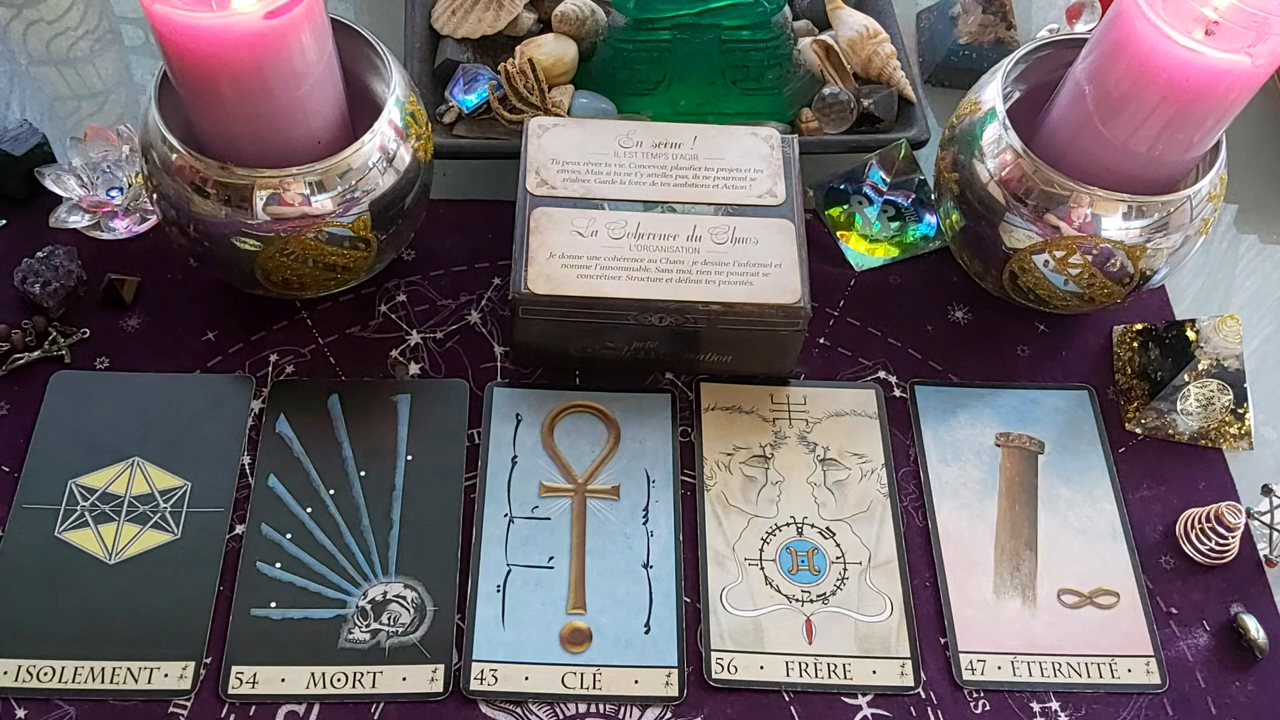 En scène !
IL EST TEMPS D'AGIR
Tu peux rêver ta vie. Concevoir, planifier tes projets et tes
envies. Mais si tu ne t'y attelles pas, ils ne pourront se
réaliser. Garde la force de tes ambitions et Action !
La Cohérence du Chaos
L'ORGANISATION
Je donne une cohérence au Chaos : je dessine l'informel et
nomme l'innommable. Sans moi, rien ne pourrait se
concrétiser. Structure et définis tes priorités.
ISOLEMENT
54 • MORT
43 • CLÉ
56 • FRÈRE
47 • ÉTERNITÉ